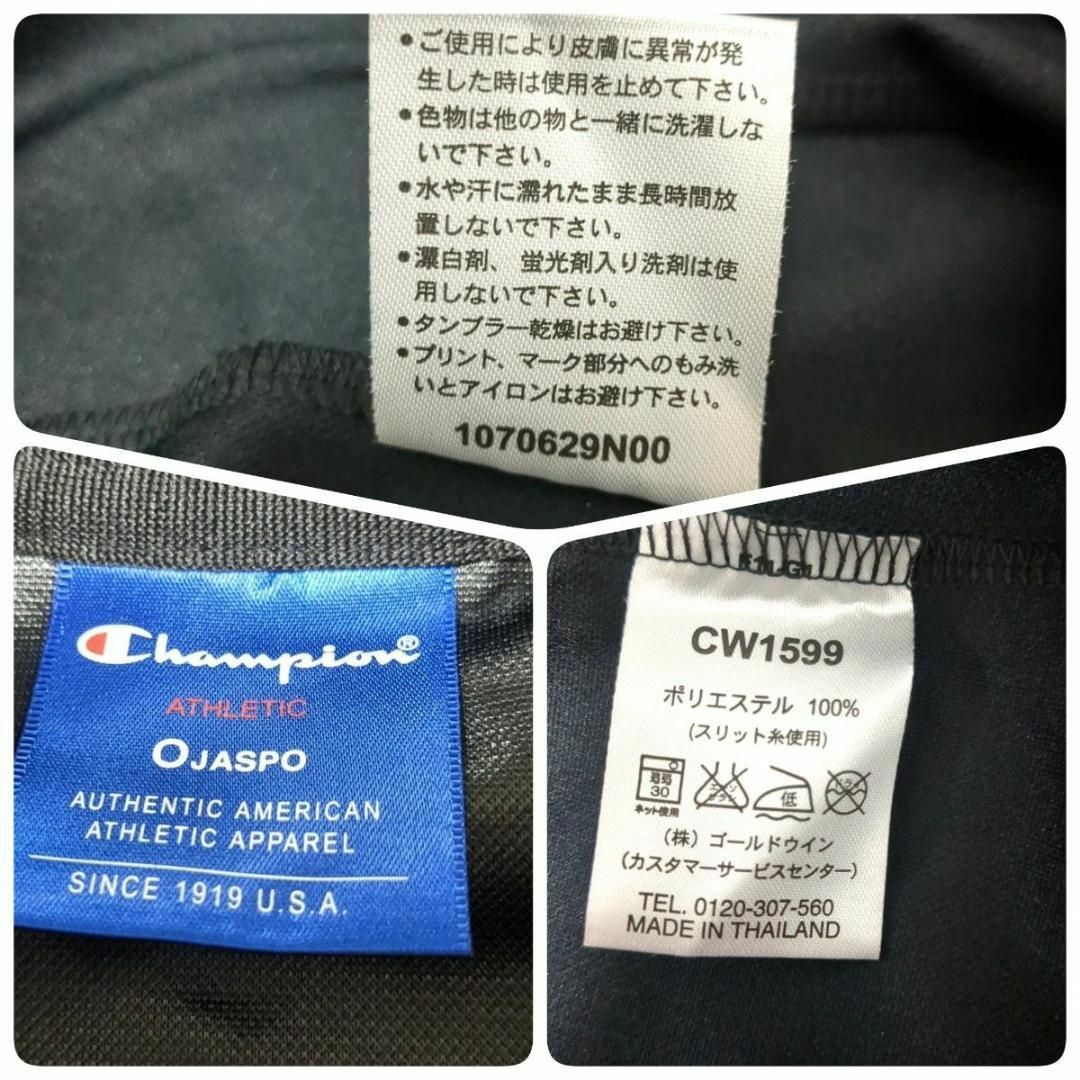 •ご使用により皮膚に異常が発
生した時は使用を止めて下さい。
•色物は他の物と一緒に洗濯しな
いで下さい。
•水や汗に濡れたまま長時間放
置しないで下さい。
•漂白剤、蛍光剤入り洗剤は使
用しないで下さい。
•タンブラー乾燥はお避け下さい。
•プリント、マーク部分へのもみ洗
いとアイロンはお避け下さい。
1070629N00
Champion®
ATHLETIC
OJASPO
AUTHENTIC AMERICAN
ATHLETIC APPAREL
SINCE 1919 U.S.A.
CW1599
ポリエステル 100%
(スリット糸使用)
30
低
ネット使用
(株) ゴールドウイン
(カスタマーサービスセンター)
TEL. 0120-307-560
MADE IN THAILAND